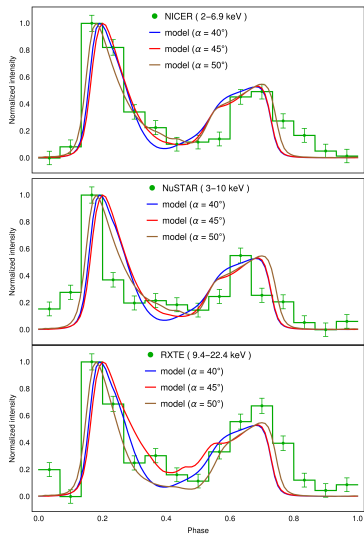 NICER ( 2–6.9 keV )
model (α = 40°)
model (α = 45°)
model (α = 50°)
Normalized intensity
1.0
0.8
0.6
0.4
0.2
0.0
NuSTAR ( 3–10 keV )
model (α = 40°)
model (α = 45°)
model (α = 50°)
Normalized intensity
1.0
0.8
0.6
0.4
0.2
0.0
RXTE ( 9.4–22.4 keV )
model (α = 40°)
model (α = 45°)
model (α = 50°)
Normalized intensity
1.0
0.8
0.6
0.4
0.2
0.0
0.0 0.2 0.4 0.6 0.8 1.0
Phase